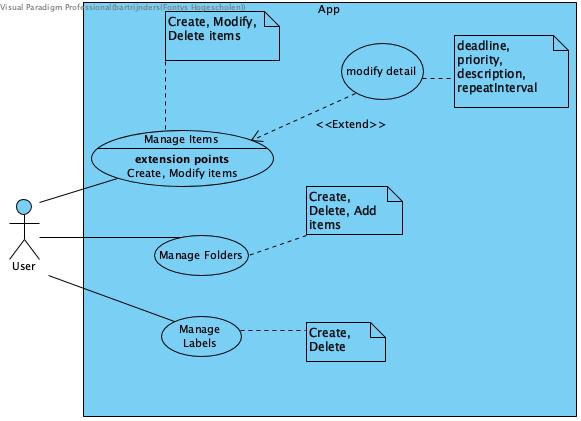 Visual Paradigm Professional(bartrijnders(Fontys Hogescholen))
App
Create, Modify,
Delete items
modify detail
deadline,
priority,
description,
repeatInterval
<<Extend>>
Manage Items
extension points
Create, Modify items
Create,
Delete, Add
items
User
Manage Folders
Manage
Labels
Create,
Delete